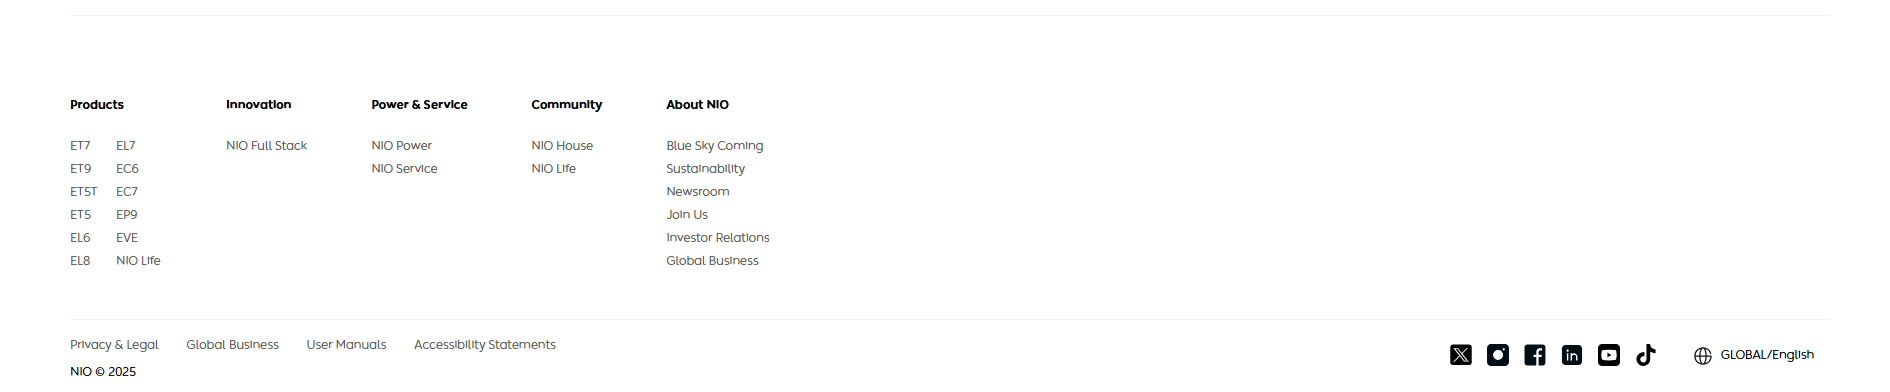 Products
ET7 EL7
ET9 EC6
ET5T EC7
ET5 EP9
EL6 EVE
EL8 NIO Life
Innovation
NIO Full Stack
Power & Service
NIO Power
NIO Service
Community
NIO House
NIO Life
About NIO
Blue Sky Coming
Sustainability
Newsroom
Join Us
Investor Relations
Global Business
Privacy & Legal Global Business User Manuals Accessibility Statements
NIO © 2025
GLOBAL/English